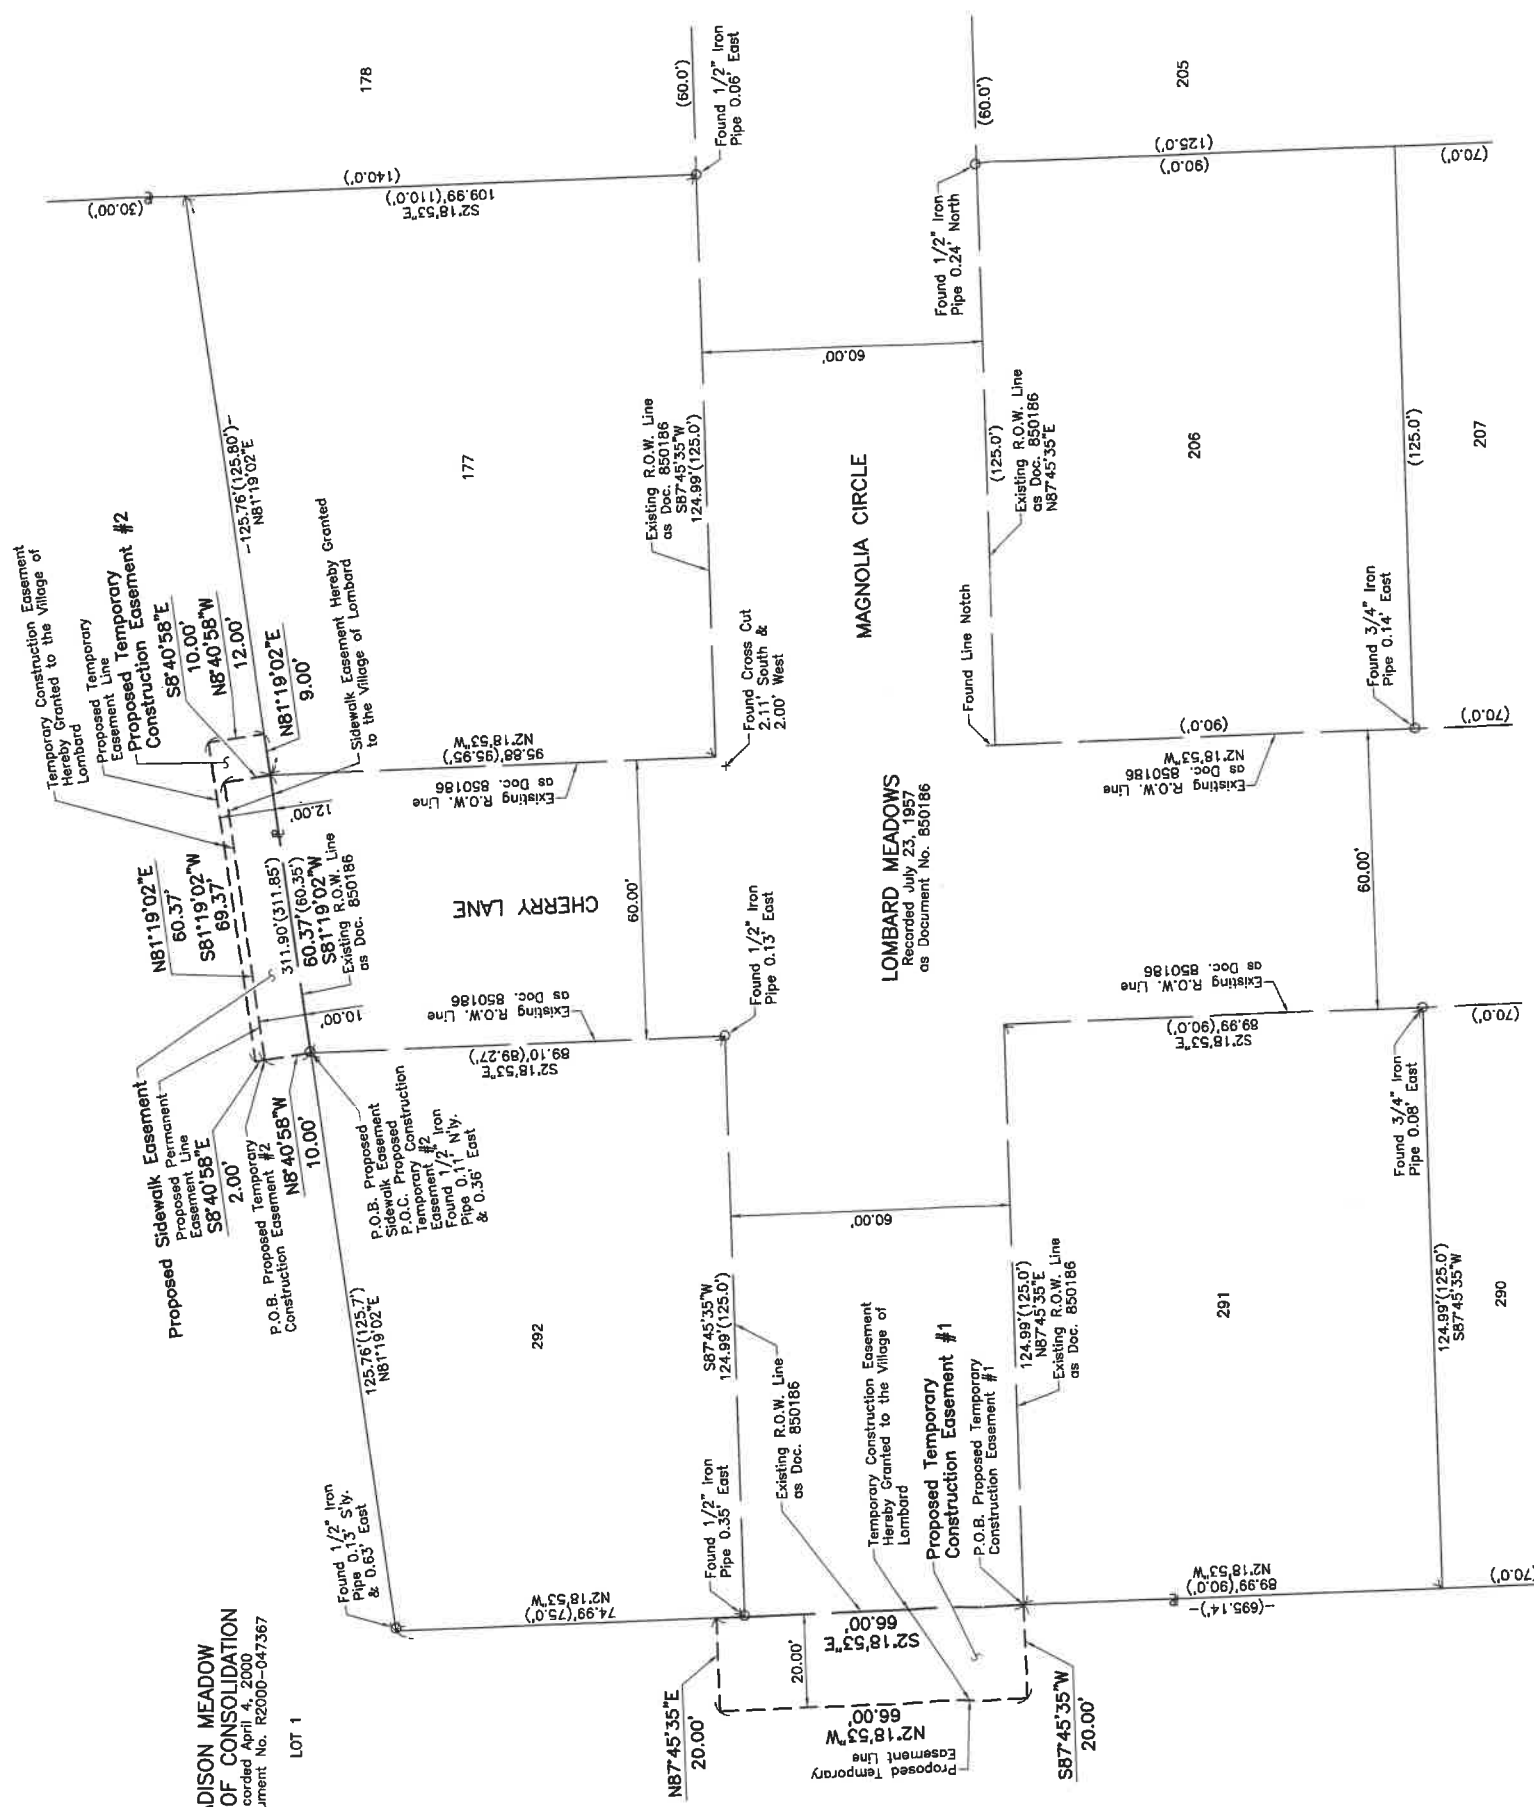 DISON MEADOW
OF CONSOLIDATION
corded April 4, 2000
ument No. R2000-047367
LOT 1
Found 1/2" Iron
Pipe 0.13' S'ly.
& 0.63' East
125.76'(125.7')
N81°19'02"E
292
74.99'(75.0')
N2°18'53"W
Proposed Sidewalk Easement
Proposed Permanent
Easement Line
S8°40'58"E
2.00'
P.O.B. Proposed Temporary
Construction Easement #2
N8°40'58"W
10.00'
P.O.B. Proposed
Sidewalk Easement
P.O.C. Proposed
Temporary Construction
Easement #2
Found 1/2" Iron
Pipe 0.11' N'ly.
& 0.36' East
N81°19'02"E
60.37'
S81°19'02"W
69.37'
311.90'(311.85')
60.37'(60.35')
S81°19'02"W
Existing R.O.W. Line
as Doc. 850186
10.00'
12.00'
Temporary Construction Easement
Hereby Granted to the Village of
Lombard
Proposed Temporary
Easement Line
Proposed Temporary
Construction Easement #2
S8°40'58"E
10.00'
N8°40'58"W
12.00'
N81°19'02"E
9.00'
Sidewalk Easement Hereby Granted
to the Village of Lombard
-125.76'(125.80')-
N81°19'02"E
177
178
(30.00')
(140.0')
109.99'(110.0')
S2°18'53"E
(60.0')
Found 1/2" Iron
Pipe 0.06' East
Existing R.O.W. Line
as Doc. 850186
S2°18'53"E
89.10'(89.27')
CHERRY LANE
60.00'
N2°18'53"W
95.88'(95.95')
Existing R.O.W. Line
as Doc. 850186
Existing R.O.W. Line
as Doc. 850186
S87°45'35"W
124.99'(125.0')
60.00'
Found 1/2" Iron
Pipe 0.13' East
Found Cross Cut
2.11' South &
2.00' West
MAGNOLIA CIRCLE
LOMBARD MEADOWS
Recorded July 23, 1957
as Document No. 850186
Found 1/2" Iron
Pipe 0.35' East
S87°45'35"W
124.99'(125.0')
Existing R.O.W. Line
as Doc. 850186
60.00'
Temporary Construction Easement
Hereby Granted to the Village of
Lombard
Proposed Temporary
Construction Easement #1
P.O.B. Proposed Temporary
Construction Easement #1
N87°45'35"E
20.00'
20.00'
S2°18'53"E
66.00'
N2°18'53"W
66.00'
Proposed Temporary
Easement Line
S87°45'35"W
20.00'
124.99'(125.0')
N87°45'35"E
Existing R.O.W. Line
as Doc. 850186
291
N2°18'53"W
89.99'(90.0')
-(695.14')-
(70.0')
124.99'(125.0')
S87°45'35"W
290
Existing R.O.W. Line
as Doc. 850186
S2°18'53"E
89.99'(90.0')
Found 3/4" Iron
Pipe 0.08' East
(70.0')
60.00'
Found Line Notch
(90.0')
N2°18'53"W
Existing R.O.W. Line
as Doc. 850186
Found 3/4" Iron
Pipe 0.14' East
(70.0')
Found 1/2" Iron
Pipe 0.24' North
(125.0')
Existing R.O.W. Line
as Doc. 850186
N87°45'35"E
206
(125.0')
207
(60.0')
205
(125.0')
(90.0')
(70.0')